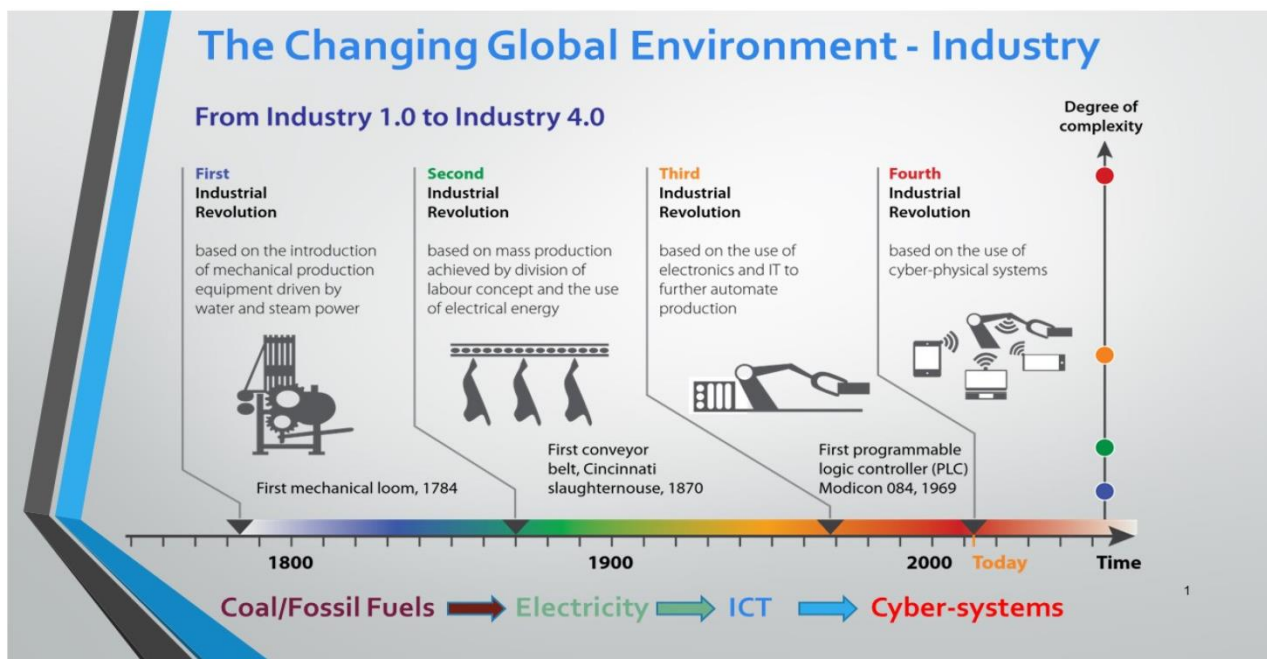 The Changing Global Environment - Industry
From Industry 1.0 to Industry 4.0
Degree of
complexity
First
Industrial
Revolution
based on the introduction
of mechanical production
equipment driven by
water and steam power
Second
Industrial
Revolution
based on mass production
achieved by division of
labour concept and the use
of electrical energy
Third
Industrial
Revolution
based on the use of
electronics and IT to
further automate
production
Fourth
Industrial
Revolution
based on the use of
cyber-physical systems
First mechanical loom, 1784
First conveyor
belt, Cincinnati
slaughternouse, 1870
First programmable
logic controller (PLC)
Modicon 084, 1969
1800
1900
2000
Today
Time
1
Coal/Fossil Fuels
Electricity
ICT
Cyber-systems